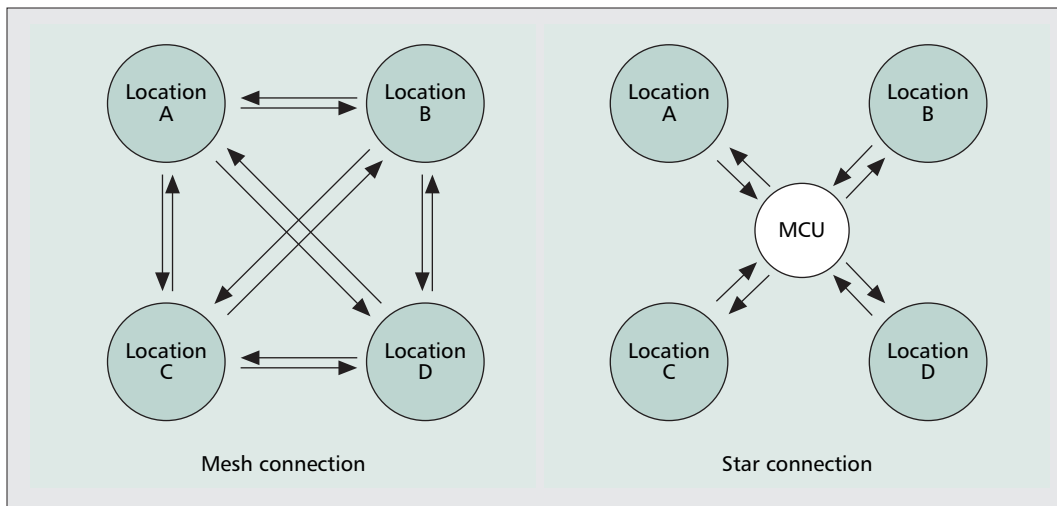 Location
A
Location
B
Location
C
Location
D
Mesh connection
Location
A
Location
B
MCU
Location
C
Location
D
Star connection